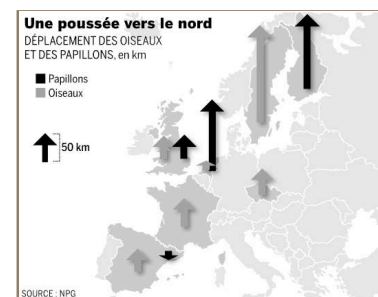 Une poussée vers le nord
DÉPLACEMENT DES OISEAUX
ET DES PAPILLONS, en km
Papillons
Oiseaux
50 km
SOURCE : NPG